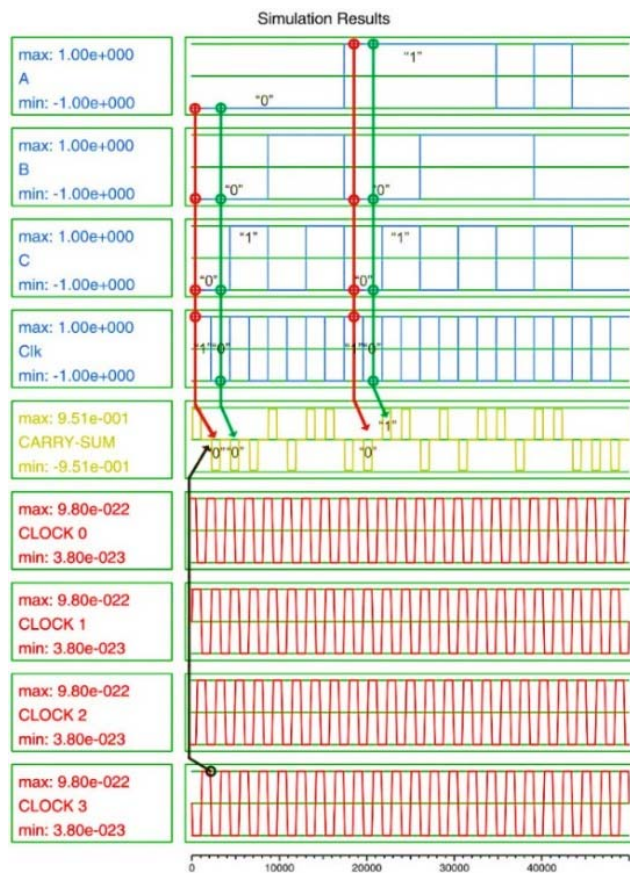 Simulation Results
max: 1.00e+000
A
min: -1.00e+000
"1"
"0"
max: 1.00e+000
B
min: -1.00e+000
"0"
"0"
max: 1.00e+000
C
min: -1.00e+000
"1"
"1"
"0"
"0"
max: 1.00e+000
Clk
min: -1.00e+000
"1" "0"
"1" "0"
max: 9.51e-001
CARRY-SUM
min: -9.51e-001
"1"
"0" "0"
"0"
max: 9.80e-022
CLOCK 0
min: 3.80e-023
max: 9.80e-022
CLOCK 1
min: 3.80e-023
max: 9.80e-022
CLOCK 2
min: 3.80e-023
max: 9.80e-022
CLOCK 3
min: 3.80e-023
0 10000 20000 30000 40000